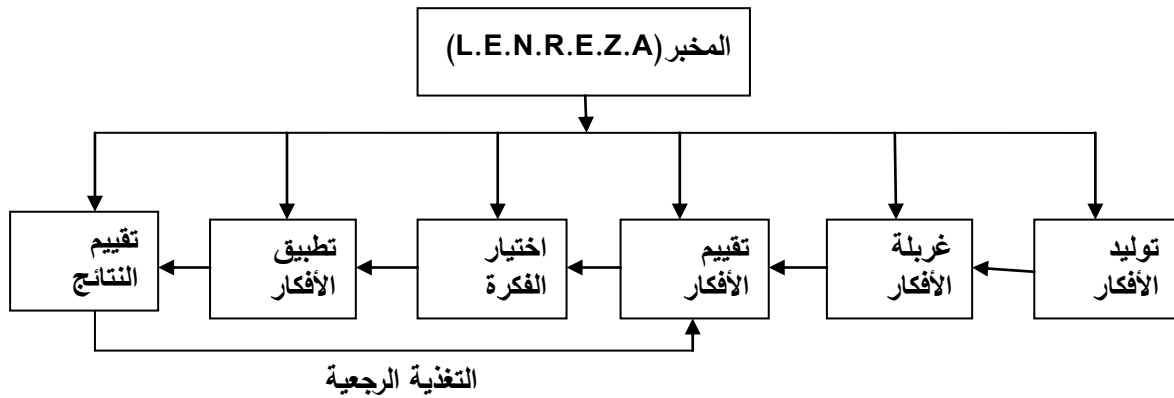 المخبر (L.E.N.R.E.Z.A)
توليد
الأفكار
غربلة
الأفكار
تقييم
الأفكار
اختيار
الفكرة
تطبيق
الأفكار
تقييم
النتائج
التغذية الرجعية